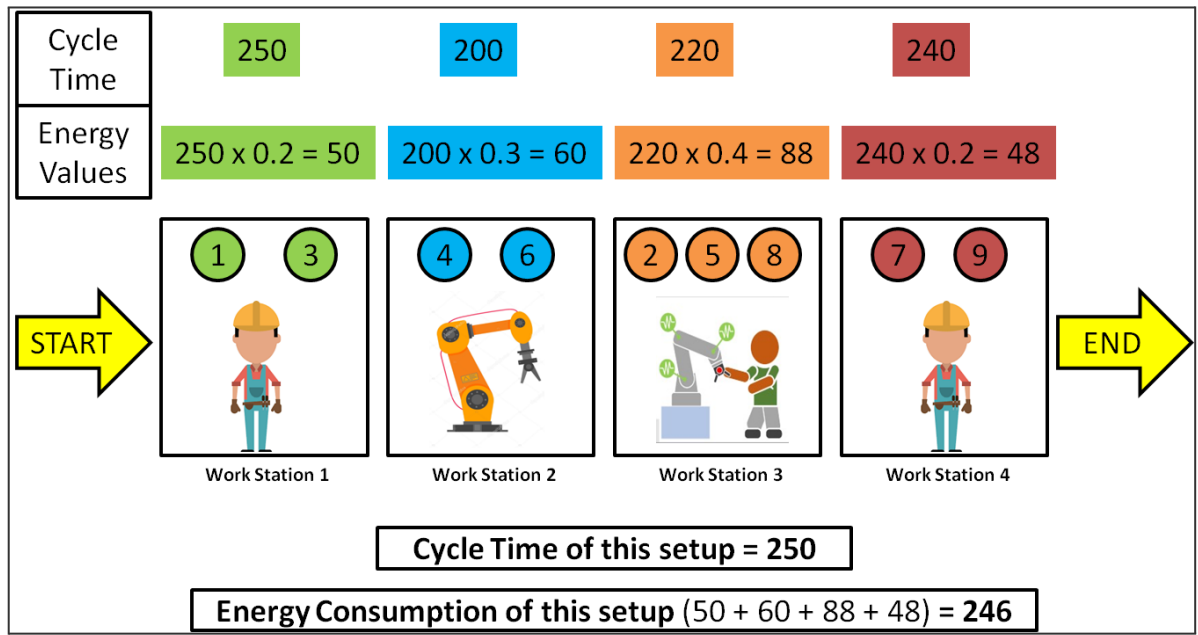 Cycle
Time
250
200
220
240
Energy
Values
250 x 0.2 = 50
200 x 0.3 = 60
220 x 0.4 = 88
240 x 0.2 = 48
1
3
4
6
2
5
8
7
9
START
END
Work Station 1
Work Station 2
Work Station 3
Work Station 4
Cycle Time of this setup = 250
Energy Consumption of this setup (50 + 60 + 88 + 48) = 246